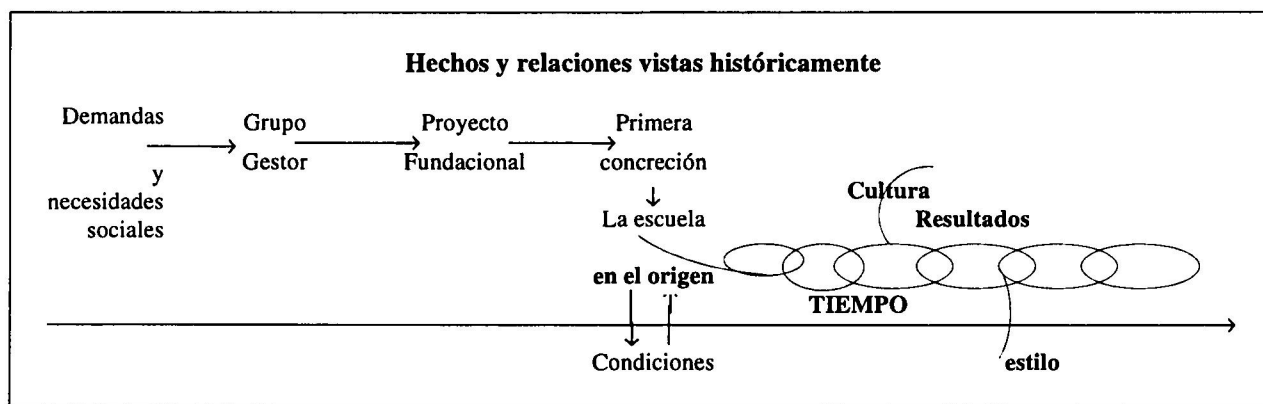 Hechos y relaciones vistas históricamente
Demandas
y
necesidades
sociales
Grupo
Gestor
Proyecto
Fundacional
Primera
concreción
La escuela
en el origen
Condiciones
Cultura
Resultados
TIEMPO
estilo